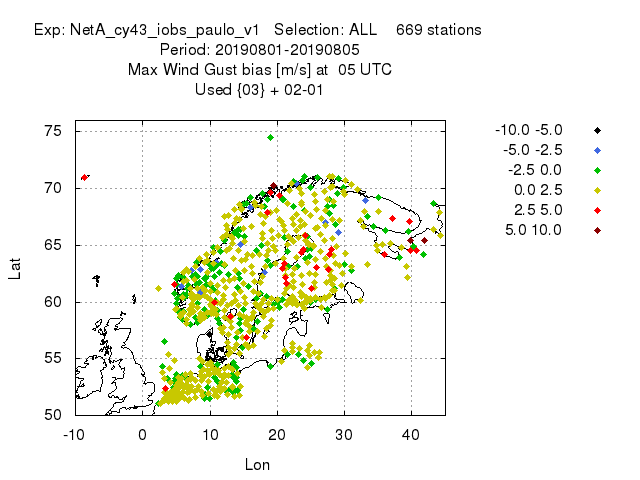 Exp: NetA_cy43_iobs_paulo_v1 Selection: ALL 669 stations
Period: 20190801-20190805
Max Wind Gust bias [m/s] at 05 UTC
Used {03} + 02-01
-10.0 -5.0
-5.0 -2.5
-2.5 0.0
0.0 2.5
2.5 5.0
5.0 10.0
75
70
65
60
55
50
Lat
-10 0 10 20 30 40
Lon